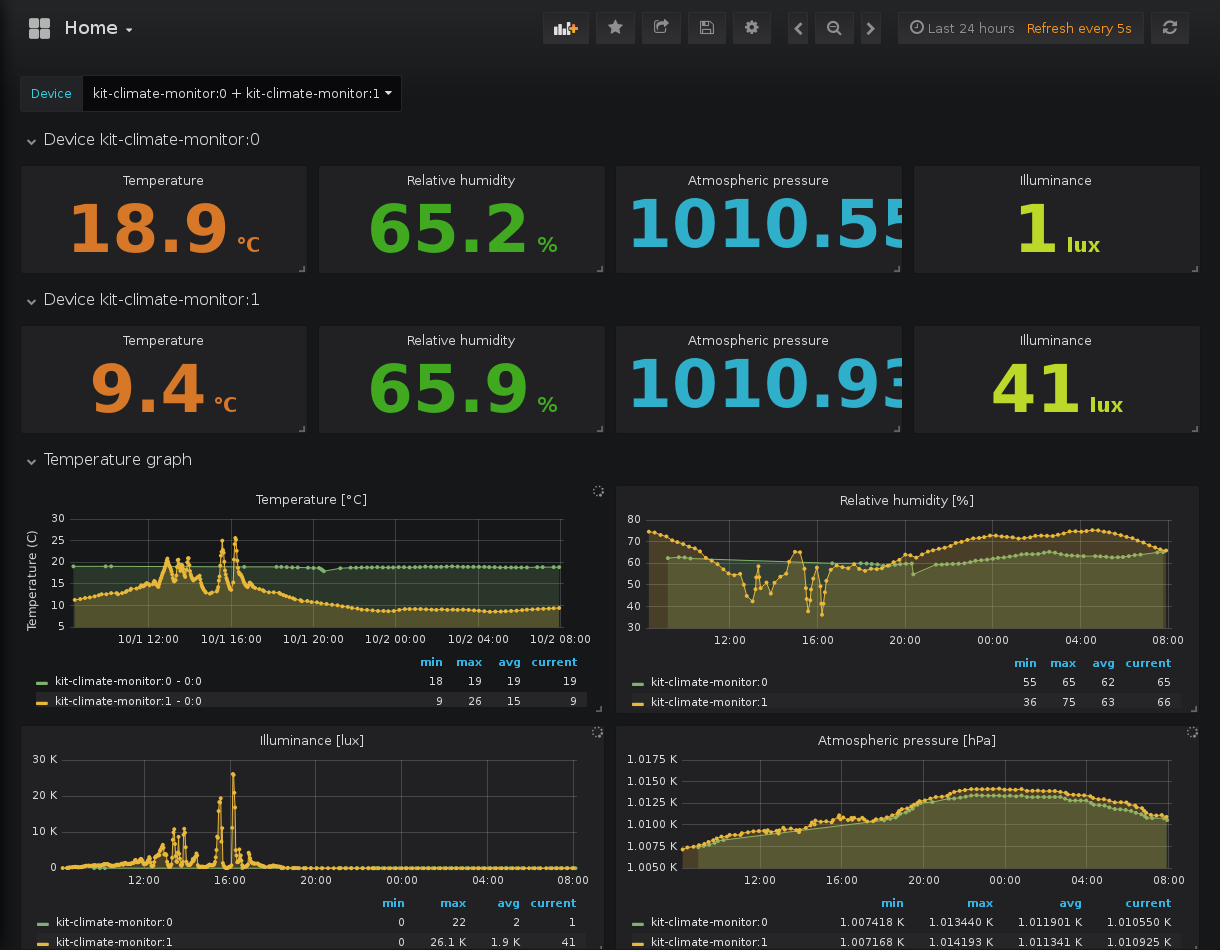 Home
Last 24 hours Refresh every 5s
Device kit-climate-monitor:0 + kit-climate-monitor:1
Device kit-climate-monitor:0
Temperature Relative humidity Atmospheric pressure Illuminance
18.9 °C 65.2 % 1010.55 1 lux
Device kit-climate-monitor:1
Temperature Relative humidity Atmospheric pressure Illuminance
9.4 °C 65.9 % 1010.93 41 lux
Temperature graph
Temperature [°C]
Temperature (C)
30
25
20
15
10
5
10/1 12:00 10/1 16:00 10/1 20:00 10/2 00:00 10/2 04:00 10/2 08:00
min max avg current
kit-climate-monitor:0 - 0:0 18 19 19 19
kit-climate-monitor:1 - 0:0 9 26 15 9
Relative humidity [%]
80
70
60
50
40
30
12:00 16:00 20:00 00:00 04:00 08:00
min max avg current
kit-climate-monitor:0 55 65 62 65
kit-climate-monitor:1 36 75 63 66
Illuminance [lux]
30 K
20 K
10 K
0
12:00 16:00 20:00 00:00 04:00 08:00
min max avg current
kit-climate-monitor:0 0 22 2 1
kit-climate-monitor:1 0 26.1 K 1.9 K 41
Atmospheric pressure [hPa]
1.0175 K
1.0150 K
1.0125 K
1.0100 K
1.0075 K
1.0050 K
12:00 16:00 20:00 00:00 04:00 08:00
min max avg current
kit-climate-monitor:0 1.007418 K 1.013440 K 1.011901 K 1.010550 K
kit-climate-monitor:1 1.007168 K 1.014193 K 1.011341 K 1.010925 K